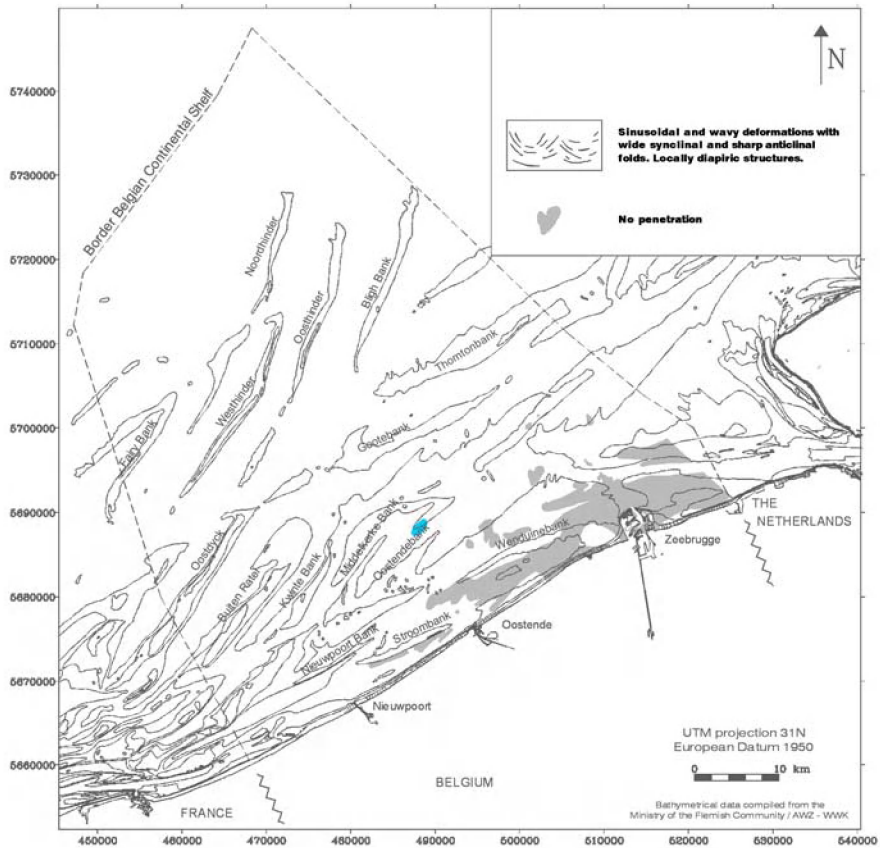 N
Sinusoidal and wavy deformations with
wide synclinal and sharp anticlinal
folds. Locally diapiric structures.
No penetration
5740000
5730000
5720000
5710000
5700000
5690000
5680000
5670000
5660000
Border Belgian Continental Shelf
Noordhinder
Oosthinder
Bligh Bank
Thorntonbank
Westhinder
Gootebank
Fairy Bank
Oostdyck
Buiten Ratel
Kwinte Bank
Middelkerke Bank
Oostendebank
Wenduinebank
Stroombank
Nieuwpoort Bank
THE
NETHERLANDS
Zeebrugge
Oostende
Nieuwpoort
UTM projection 31N
European Datum 1950
0 10 km
BELGIUM
FRANCE
Bathymetrical data compiled from the
Ministry of the Flemish Community / AWZ - WWK
450000 460000 470000 480000 490000 500000 510000 520000 530000 540000